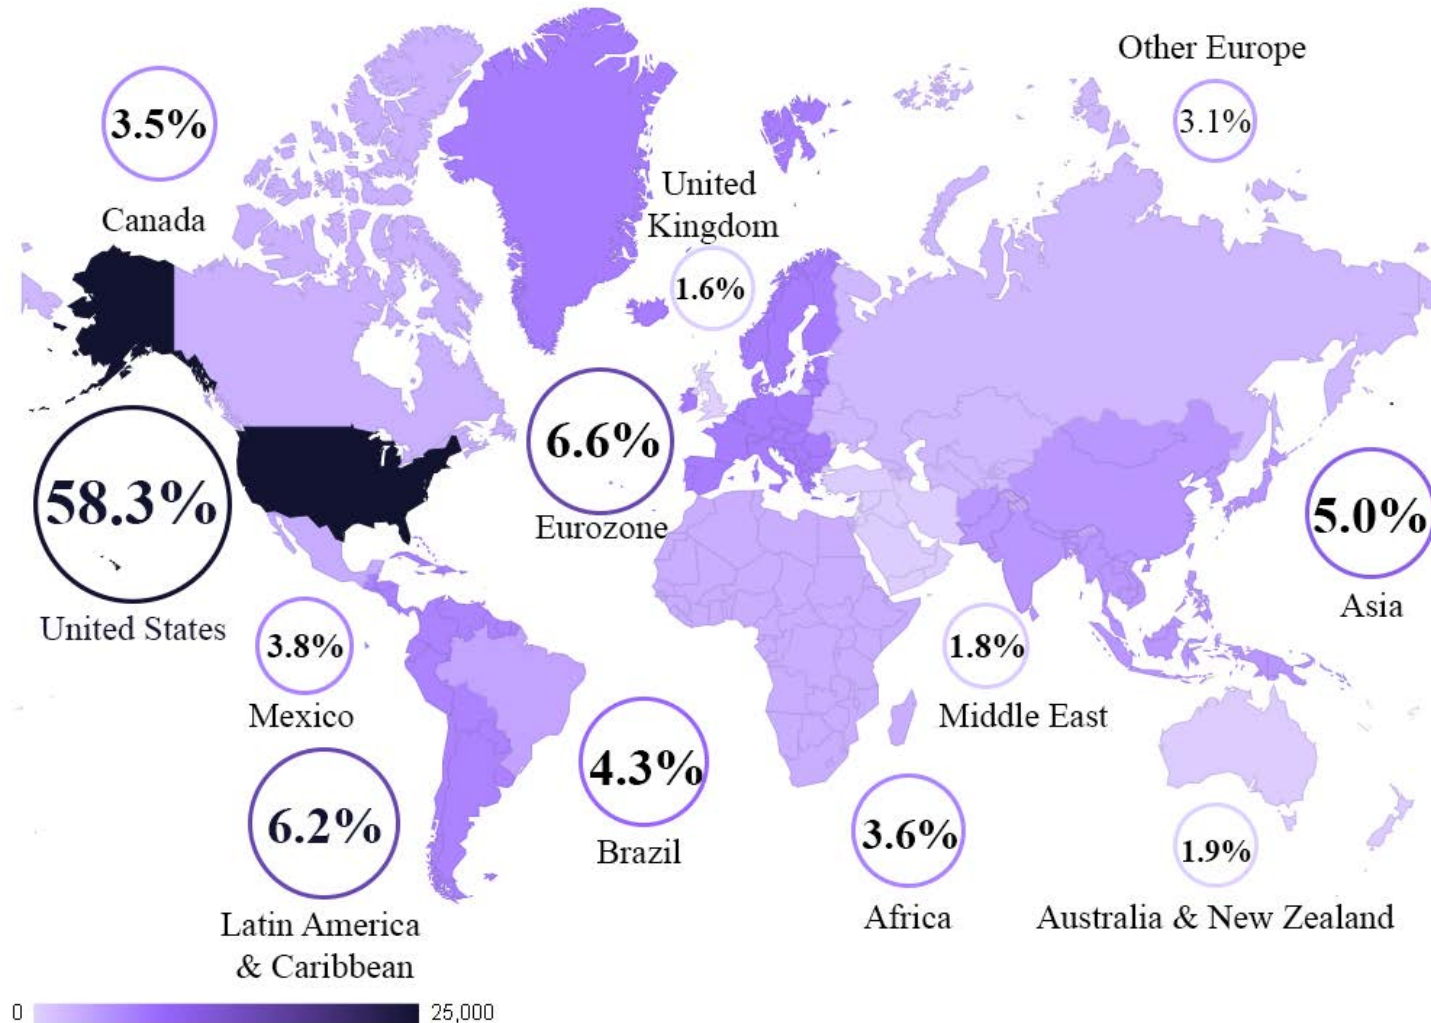 Other Europe
3.1%
3.5%
Canada
United
Kingdom
1.6%
58.3%
United States
6.6%
Eurozone
5.0%
Asia
3.8%
Mexico
1.8%
Middle East
6.2%
Latin America
& Caribbean
4.3%
Brazil
3.6%
Africa
1.9%
Australia & New Zealand
0
25,000